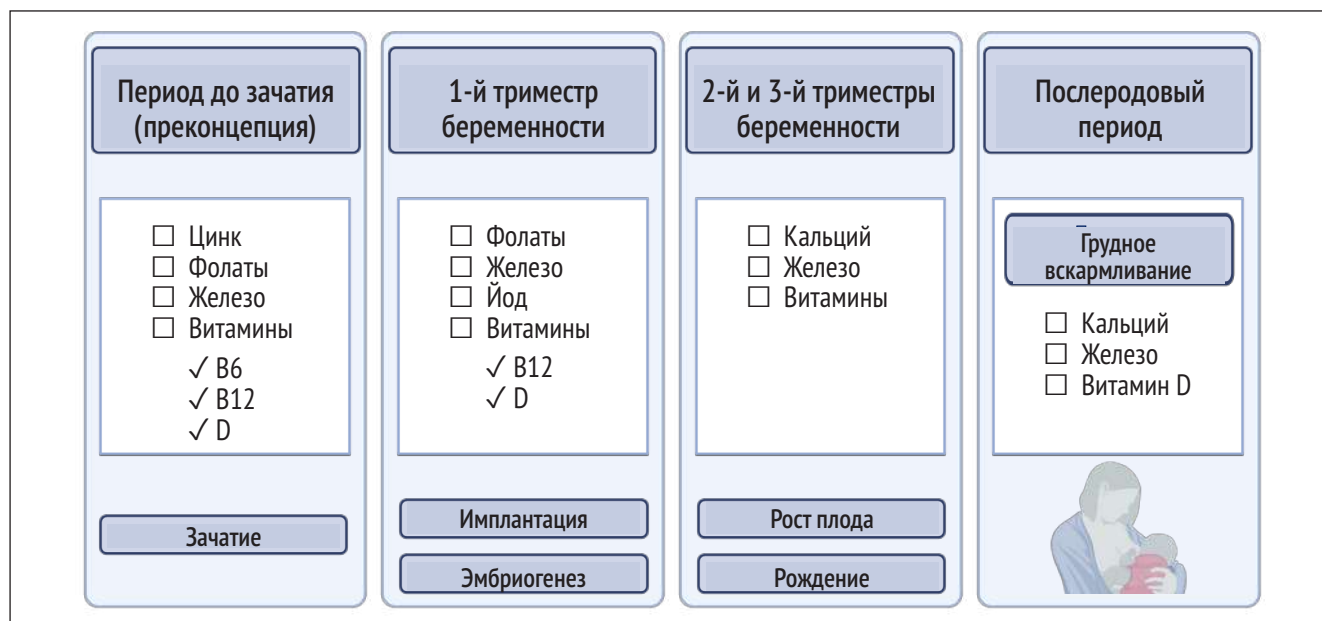 Период до зачатия
(преконцепция)
☐ Цинк
☐ Фолаты
☐ Железо
☐ Витамины
✓ B6
✓ B12
✓ D
Зачатие
1-й триместр
беременности
☐ Фолаты
☐ Железо
☐ Йод
☐ Витамины
✓ B12
✓ D
Имплантация
Эмбриогенез
2-й и 3-й триместры
беременности
☐ Кальций
☐ Железо
☐ Витамины
Рост плода
Рождение
Послеродовый
период
Грудное
вскармливание
☐ Кальций
☐ Железо
☐ Витамин D